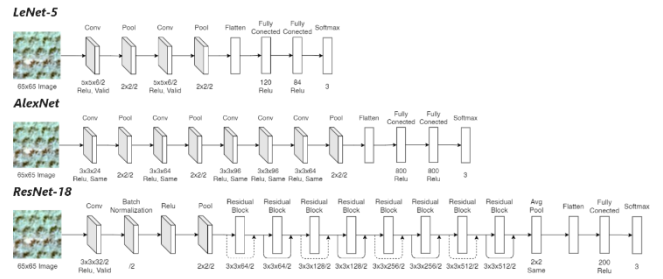 LeNet-5
Conv Pool Conv Pool Flatten Fully Conected Fully Conected Softmax
65x65 Image 5x5x6/2 Relu, Valid 2x2/2 5x5x6/2 Relu, Valid 2x2/2 120 Relu 84 Relu 3
AlexNet
Conv Pool Conv Pool Conv Conv Conv Pool Flatten Fully Conected Fully Conected Softmax
65x65 Image 3x3x24 Relu, Same 2x2/2 3x3x64 Relu, Same 2x2/2 3x3x96 Relu, Same 3x3x96 Relu, Same 3x3x64 Relu, Same 2x2/2 800 Relu 800 Relu 3
ResNet-18
Conv Batch Normalization Relu Pool Residual Block Residual Block Residual Block Residual Block Residual Block Residual Block Residual Block Residual Block Avg Pool Flatten Fully Conected Softmax
65x65 Image 3x3x32/2 Relu, Valid /2 2x2/2 3x3x64/2 3x3x64/2 3x3x128/2 3x3x128/2 3x3x256/2 3x3x256/2 3x3x512/2 3x3x512/2 2x2 Same 200 Relu 3